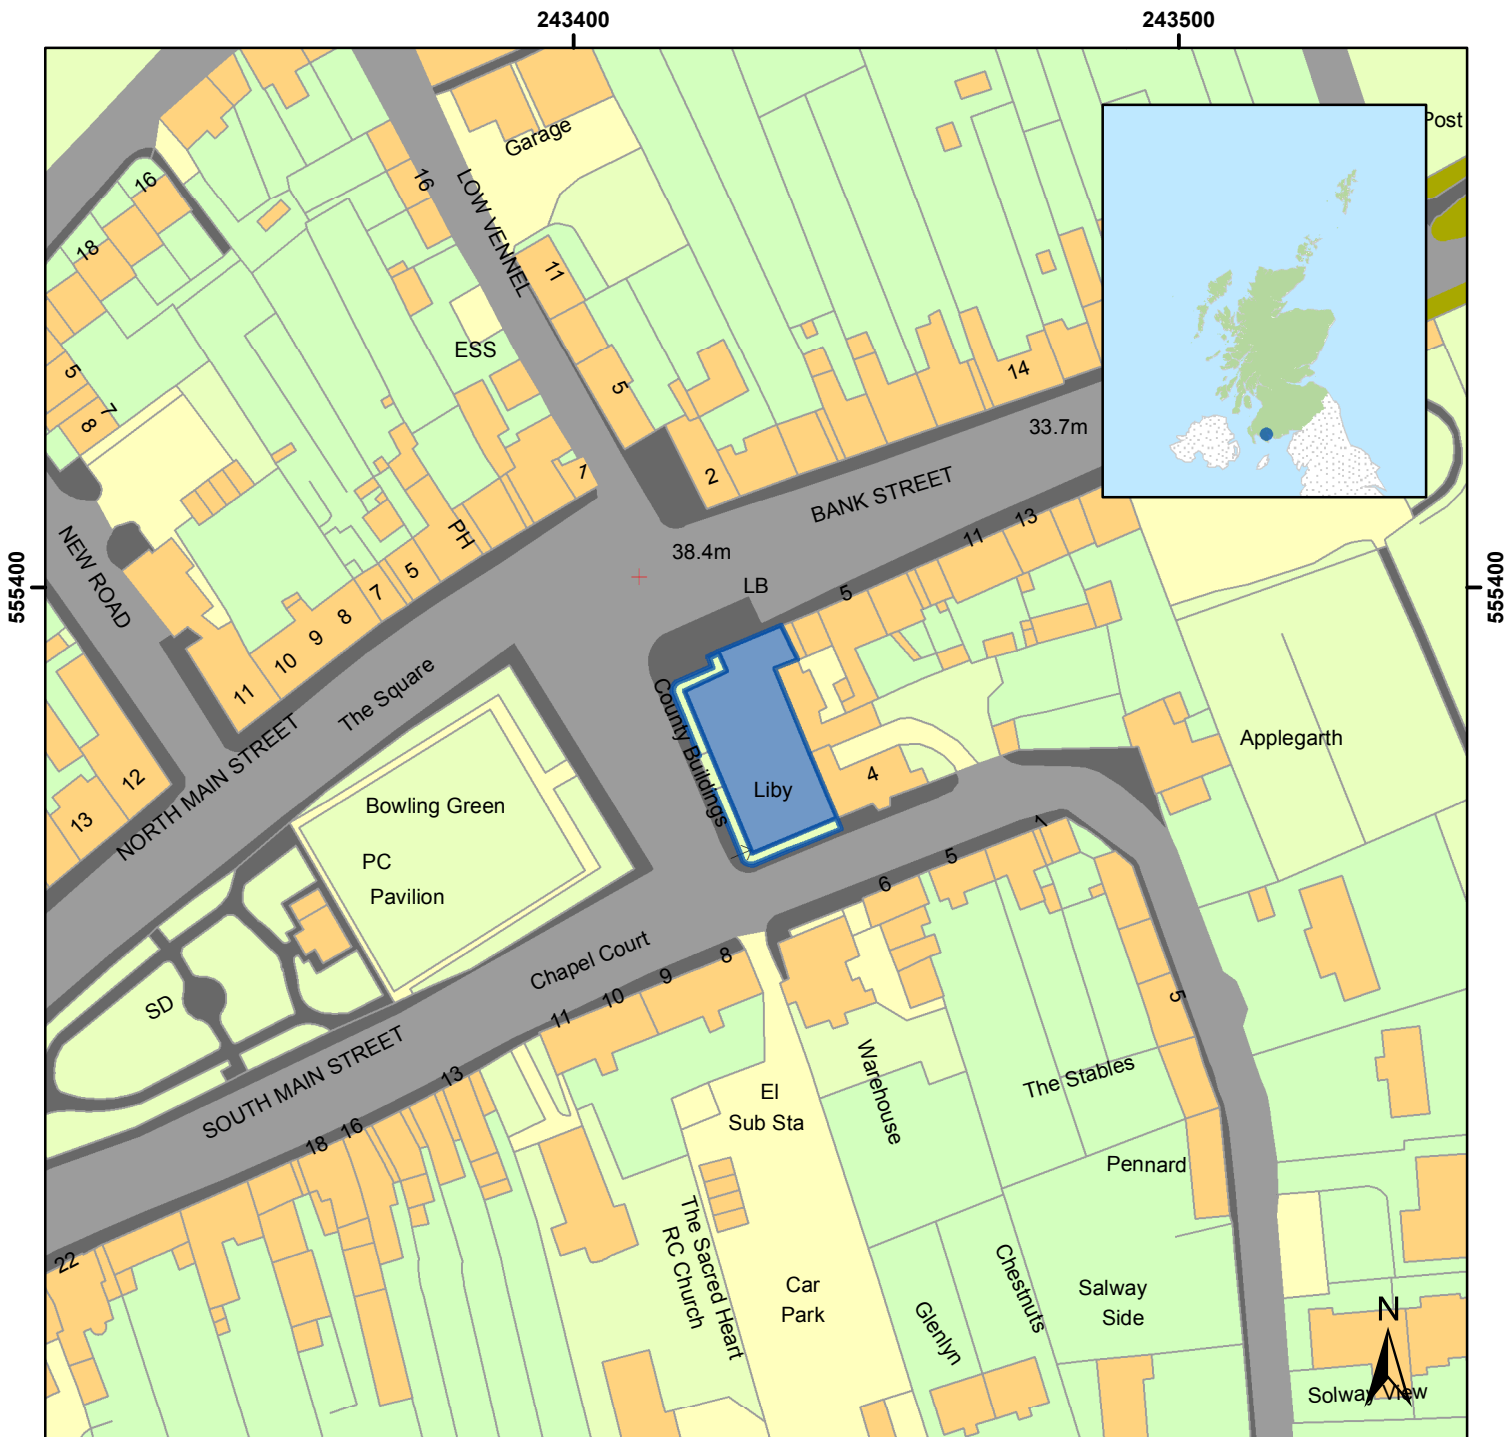 243400
243500
555400
555400
Post
Garage
16
16
LOW VENNEL
18
11
ESS
5
5
7
8
14
33.7m
2
1
BANK STREET
PH
13
11
38.4m
LB
5
NEW ROAD
5
7
8
9
10
11
The Square
County Buildings
NORTH MAIN STREET
12
13
Applegarth
4
Liby
Bowling Green
PC
Pavilion
1
5
6
SD
Chapel Court
8
9
10
11
5
SOUTH MAIN STREET
13
16
18
22
Warehouse
The Stables
El
Sub Sta
Pennard
The Sacred Heart
RC Church
Car
Park
Glenlyn
Chestnuts
Salway
Side
N
Solway View